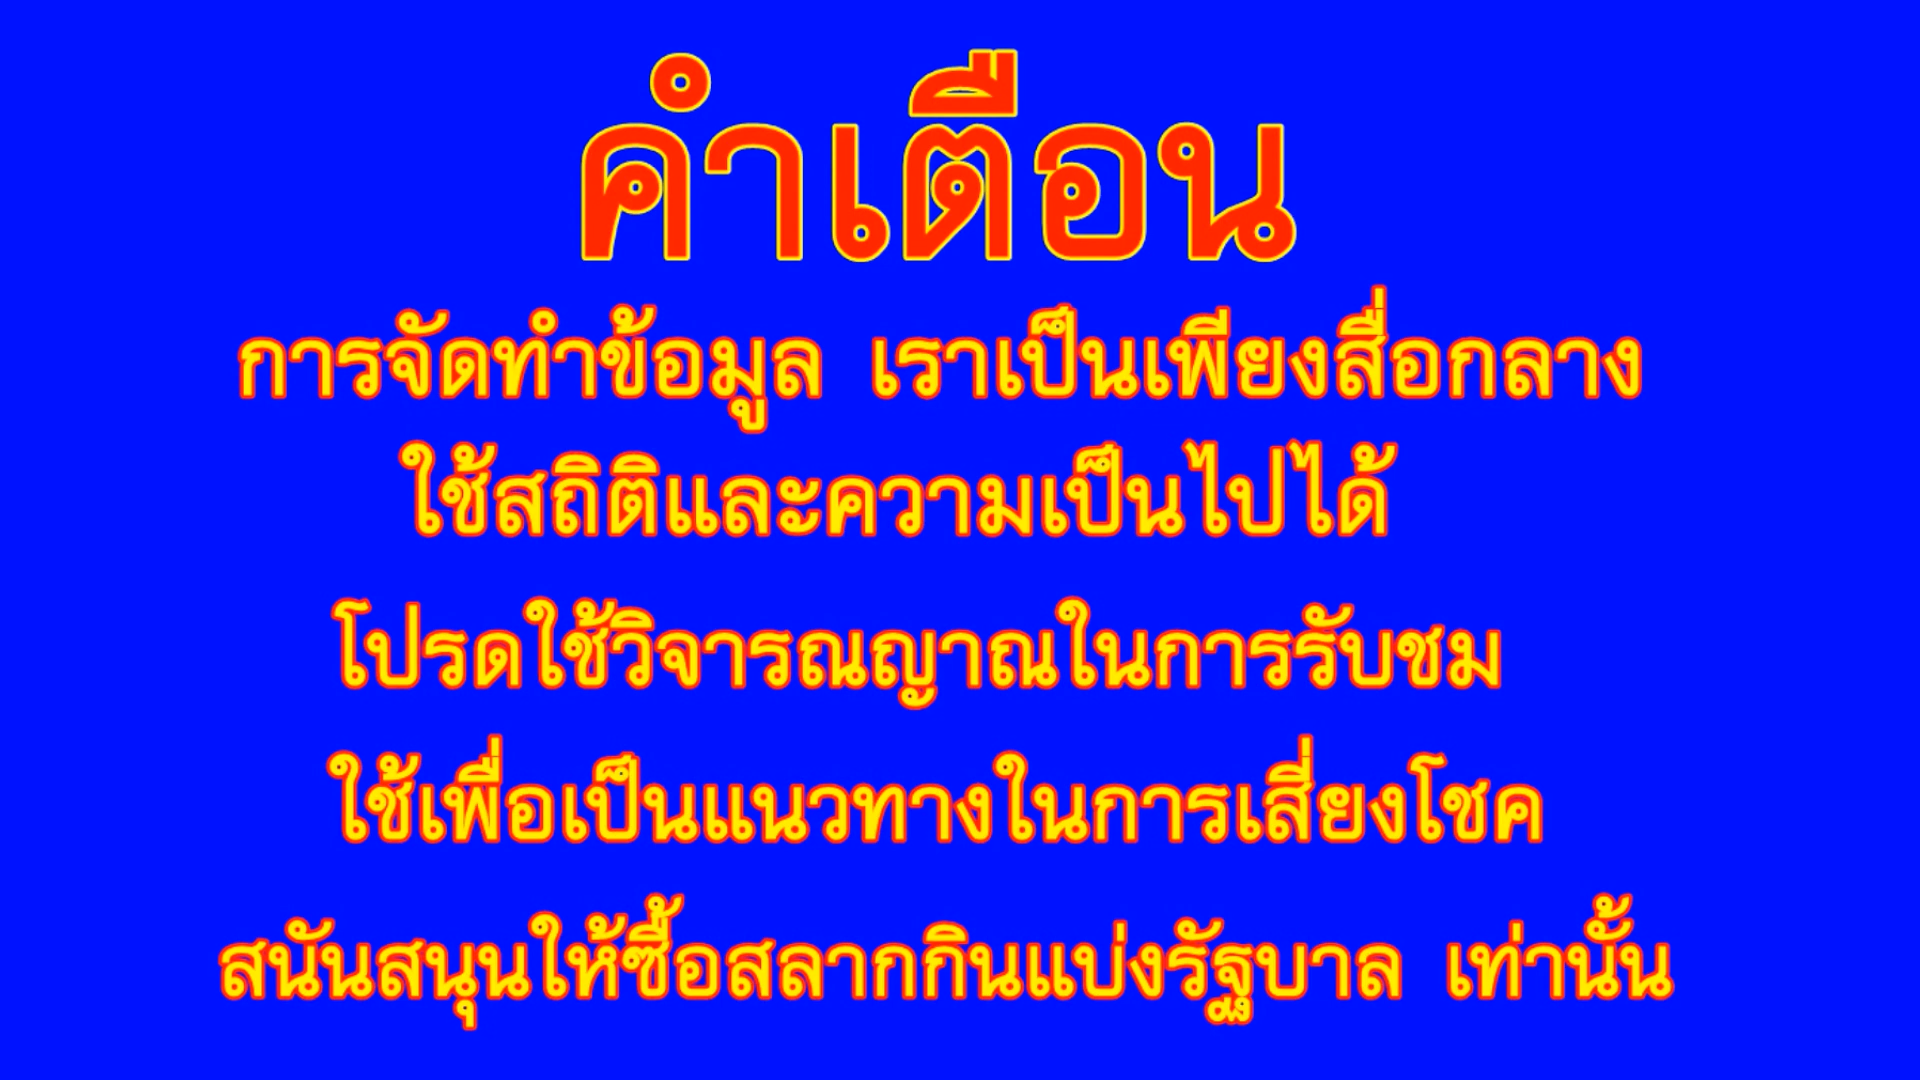 คำเตือน
การจัดทำข้อมูล เราเป็นเพียงสื่อกลาง
ใช้สถิติและความเป็นไปได้
โปรดใช้วิจารณญาณในการรับชม
ใช้เพื่อเป็นแนวทางในการเสี่ยงโชค
สนันสนุนให้ซื้อสลากกินแบ่งรัฐบาล เท่านั้น